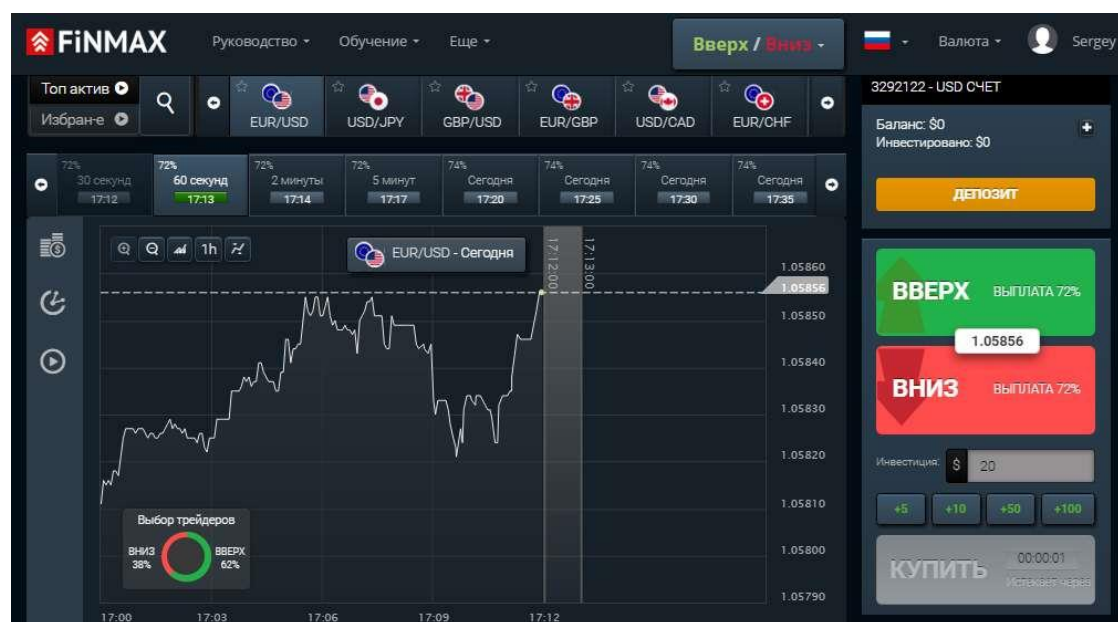 FiNMAX
Руководство
Обучение
Еще
Вверх / Вниз
Валюта
Sergey
Топ актив
Избран-е
EUR/USD
USD/JPY
GBP/USD
EUR/GBP
USD/CAD
EUR/CHF
3292122 - USD СЧЕТ
Баланс: $0
Инвестировано: $0
ДЕПОЗИТ
72%
30 секунд
17:12
72%
60 секунд
17:13
72%
2 минуты
17:14
72%
5 минут
17:17
74%
Сегодня
17:20
74%
Сегодня
17:25
74%
Сегодня
17:30
74%
Сегодня
17:35
1h
EUR/USD - Сегодня
17:12:00
17:13:00
1.05860
1.05856
1.05850
1.05840
1.05830
1.05820
1.05810
1.05800
1.05790
Выбор трейдеров
ВНИЗ
38%
ВВЕРХ
62%
17:00
17:03
17:06
17:09
17:12
ВВЕРХ ВЫПЛАТА 72%
1.05856
ВНИЗ ВЫПЛАТА 72%
Инвестиция: $ 20
+5
+10
+50
+100
КУПИТЬ
00:00:01
Истекает через